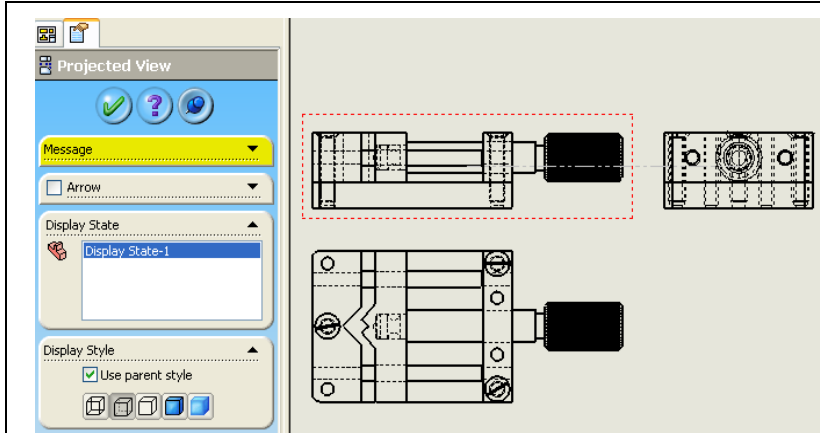 Projected View
Message
Arrow
Display State
Display State-1
Display Style
Use parent style